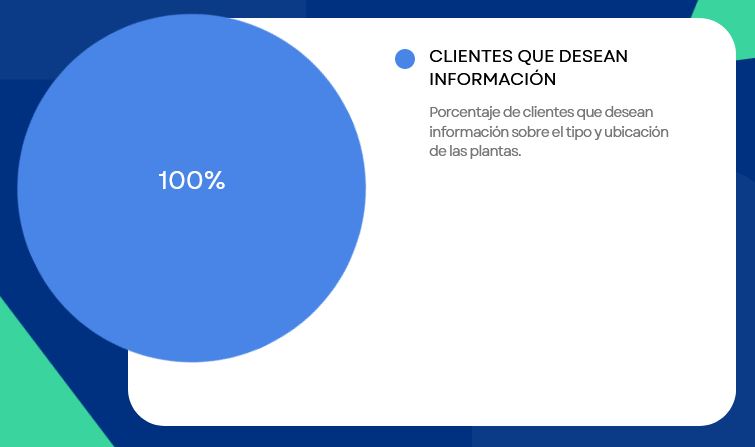 100%
CLIENTES QUE DESEAN
INFORMACIÓN
Porcentaje de clientes que desean
información sobre el tipo y ubicación
de las plantas.